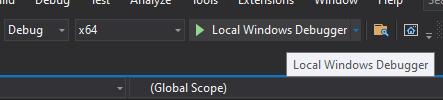 Debug Test Analyze Tools Extensions Window Help
Debug x64 Local Windows Debugger
Local Windows Debugger
(Global Scope)